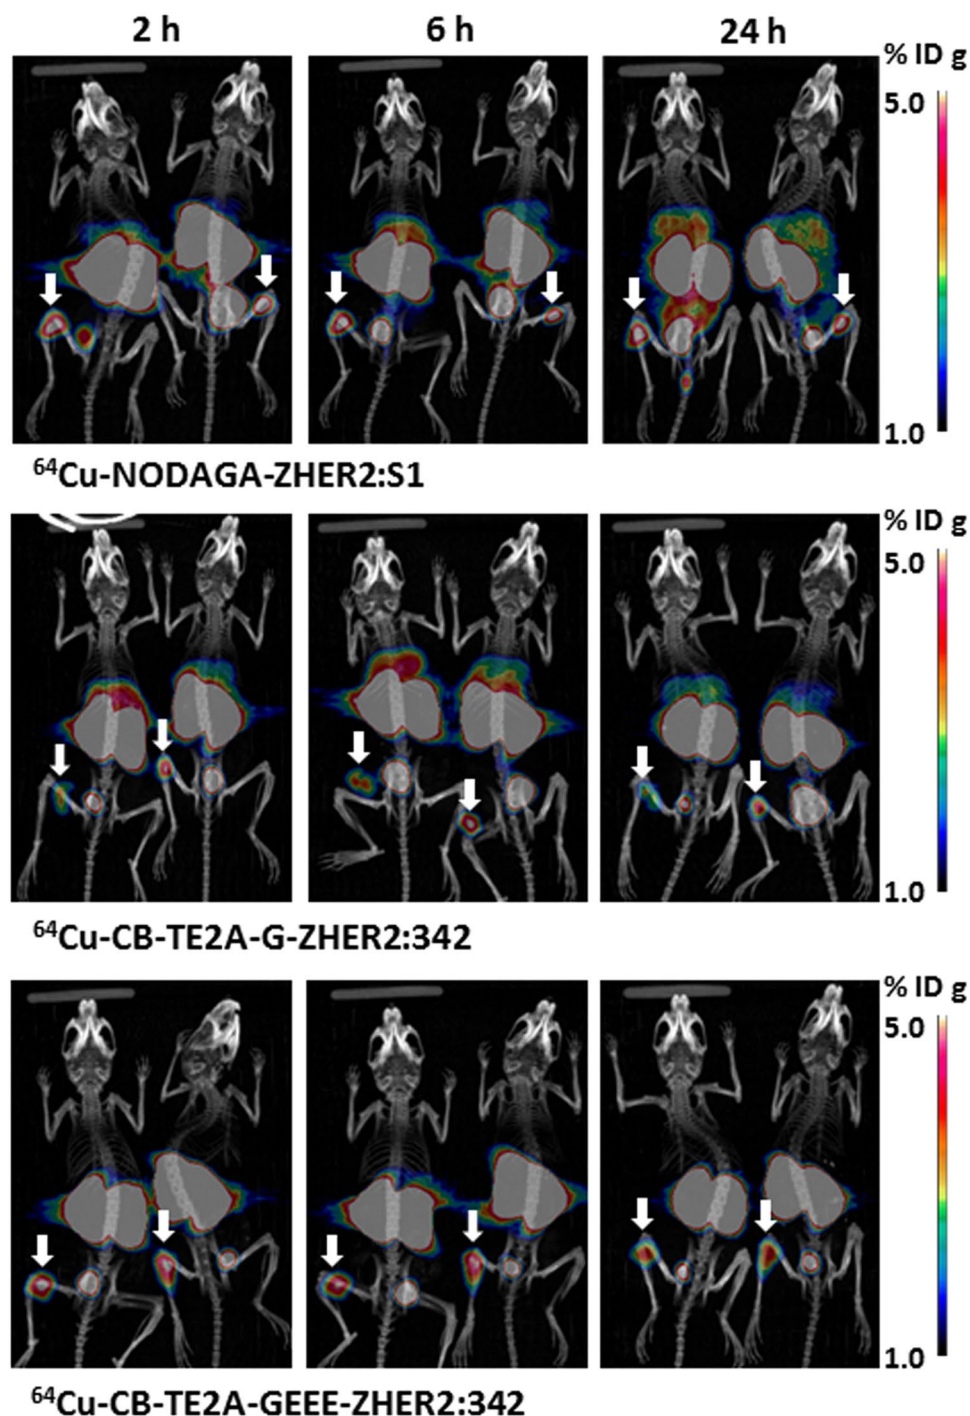 2 h 6 h 24 h
% ID g
5.0
1.0
⁶⁴Cu-NODAGA-ZHER2:S1
% ID g
5.0
1.0
⁶⁴Cu-CB-TE2A-G-ZHER2:342
% ID g
5.0
1.0
⁶⁴Cu-CB-TE2A-GEEE-ZHER2:342